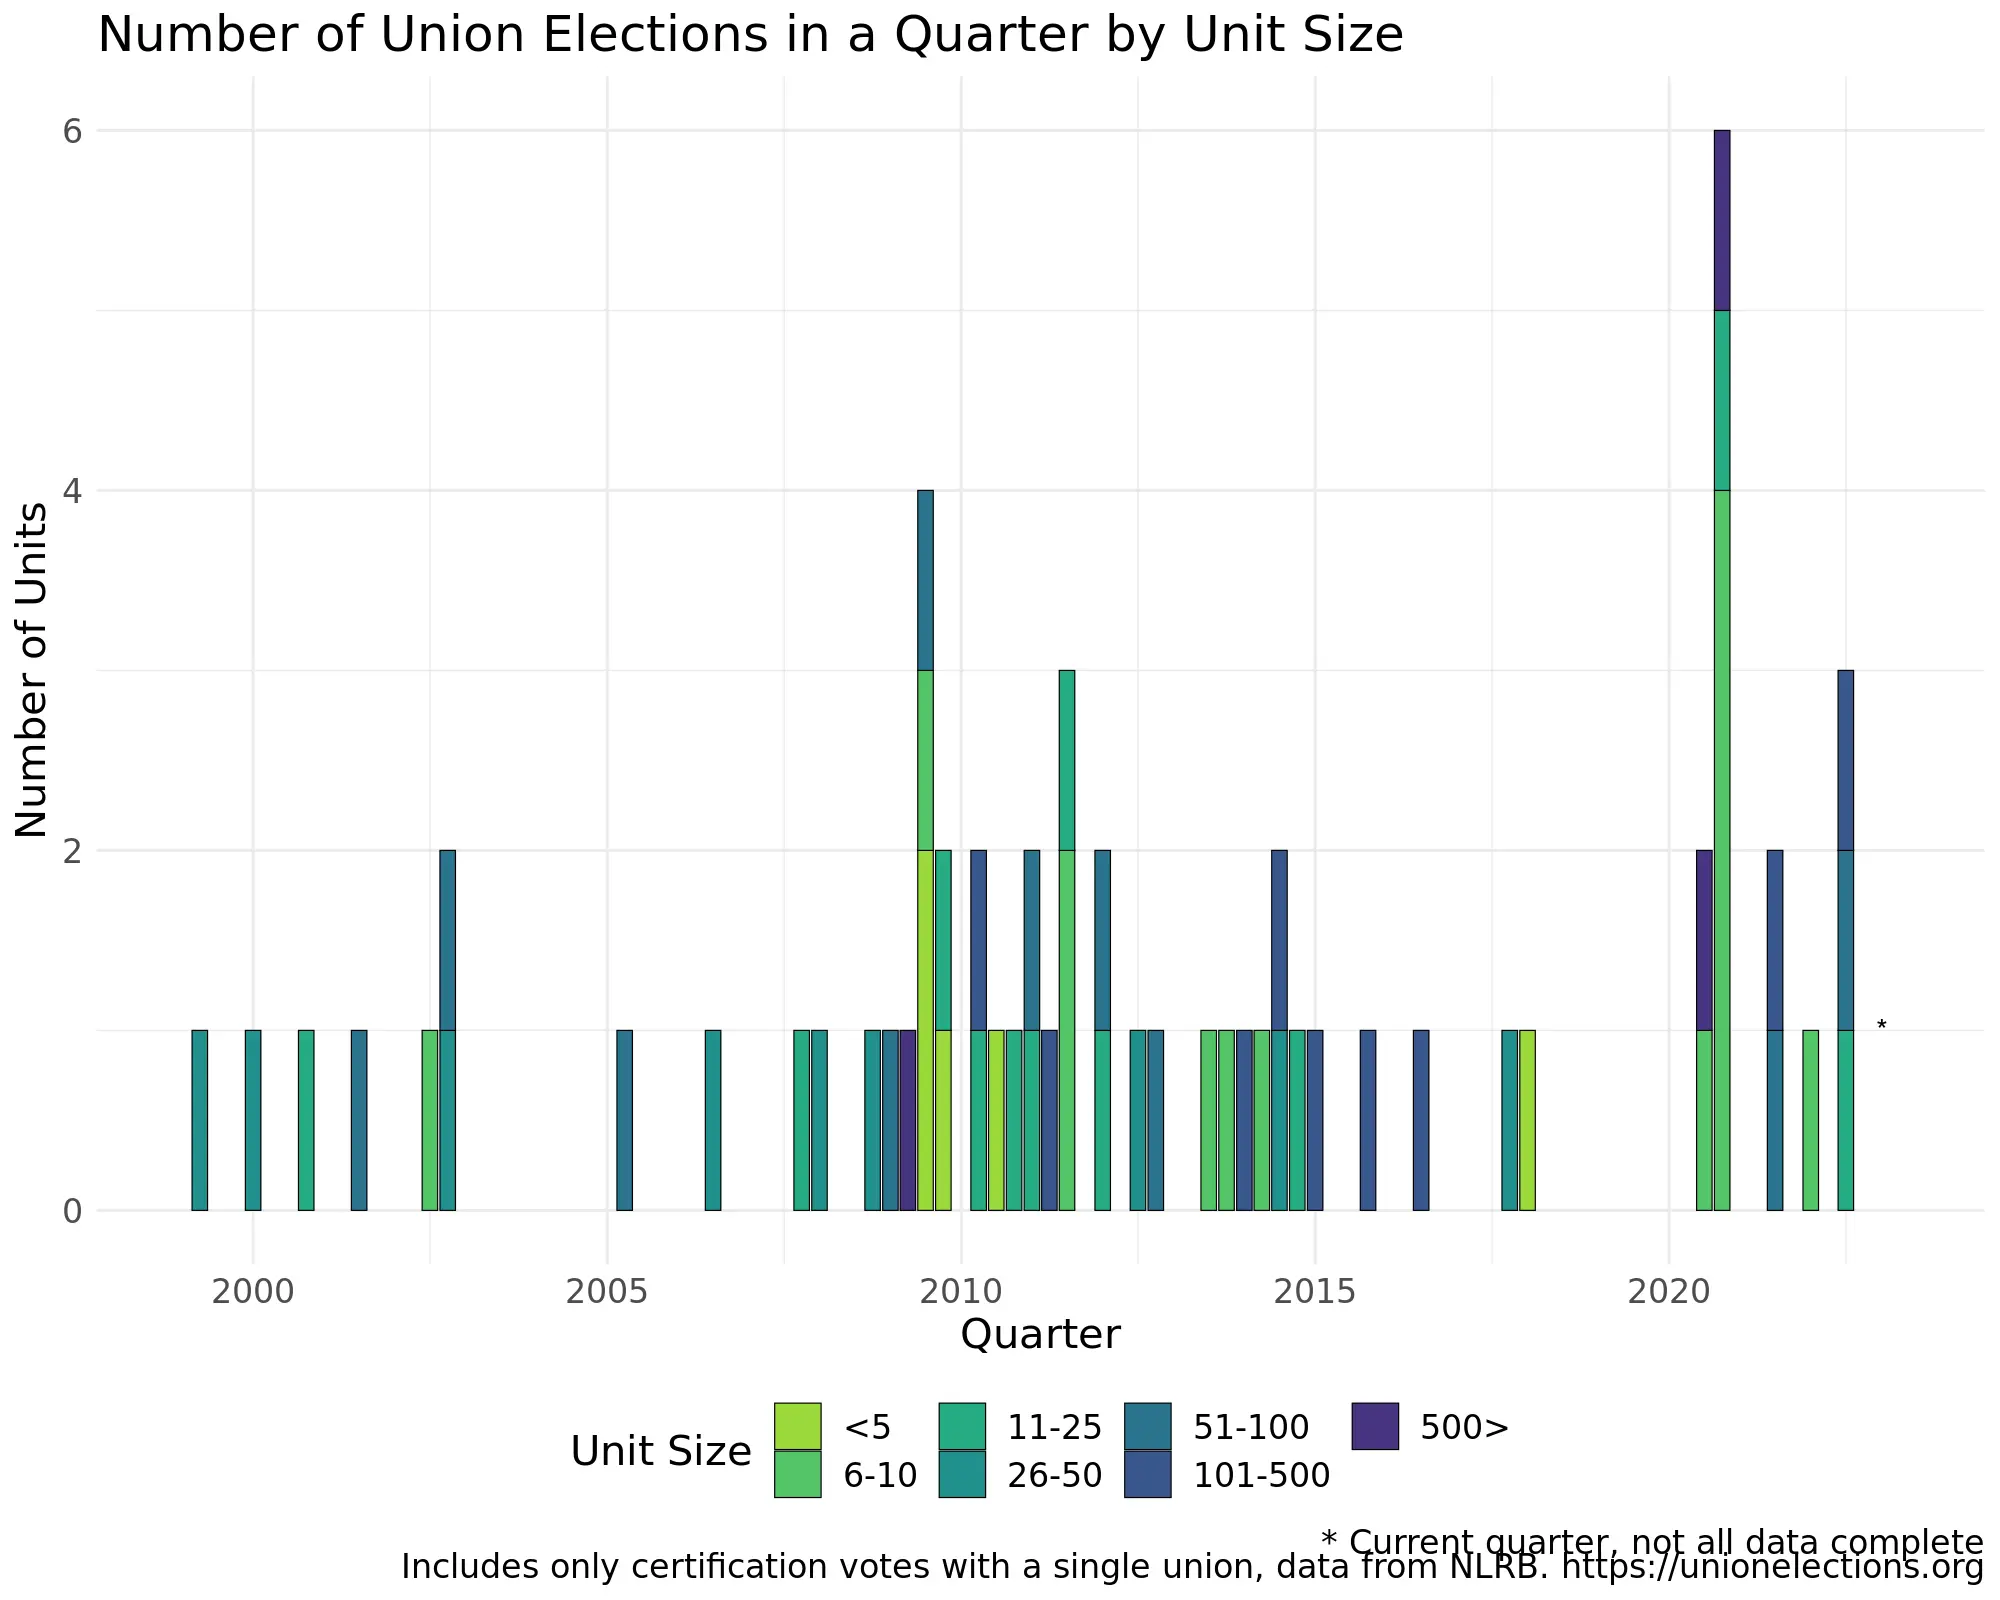 Number of Union Elections in a Quarter by Unit Size
6
4
2
0
Number of Units
*
2000 2005 2010 2015 2020
Quarter
Unit Size
<5 11-25 51-100 500>
6-10 26-50 101-500
* Current quarter, not all data complete
Includes only certification votes with a single union, data from NLRB. https://unionelections.org